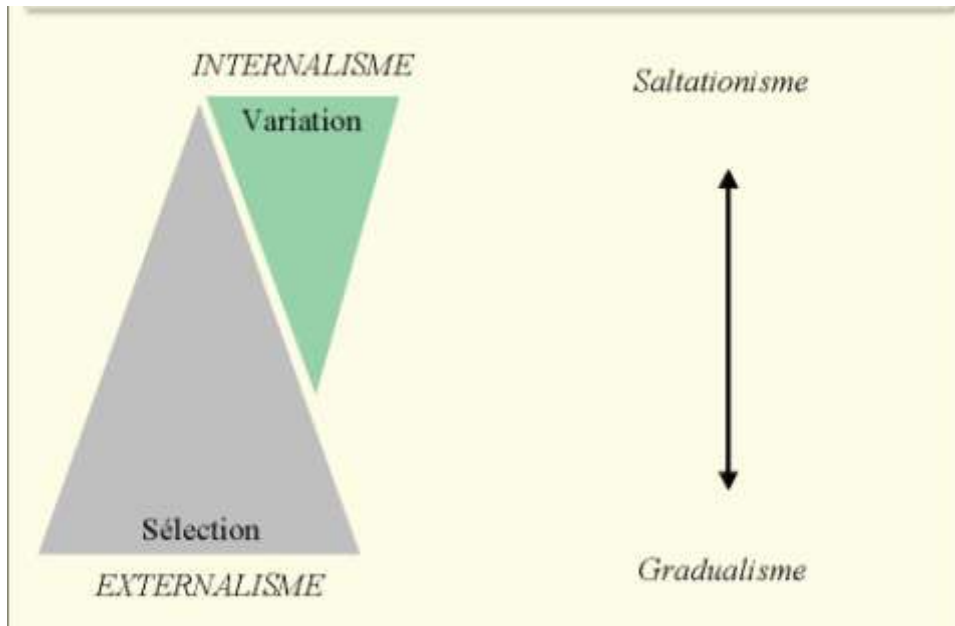 INTERNALISME
Saltationisme
Variation
Sélection
Gradualisme
EXTERNALISME